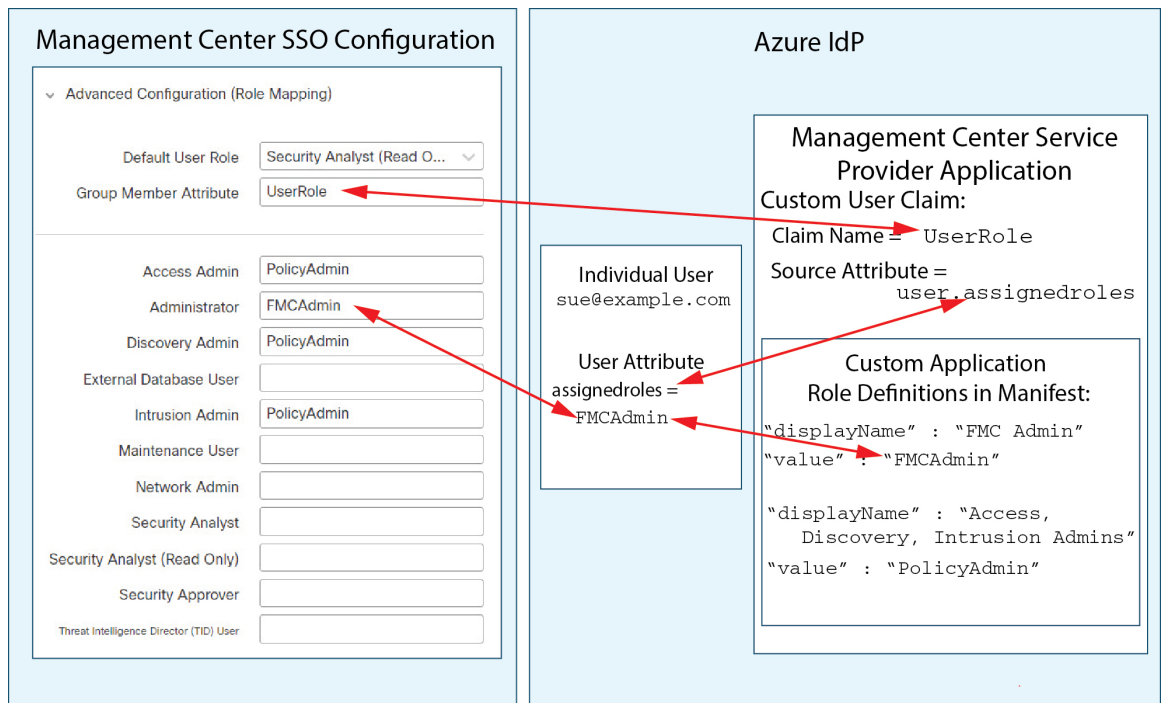 Management Center SSO Configuration
Advanced Configuration (Role Mapping)
Default User Role
Security Analyst (Read O...
Group Member Attribute
UserRole
Access Admin
PolicyAdmin
Administrator
FMCAdmin
Discovery Admin
PolicyAdmin
External Database User
Intrusion Admin
PolicyAdmin
Maintenance User
Network Admin
Security Analyst
Security Analyst (Read Only)
Security Approver
Threat Intelligence Director (TID) User
Azure IdP
Individual User
sue@example.com
User Attribute
assignedroles =
FMCAdmin
Management Center Service
Provider Application
Custom User Claim:
Claim Name = UserRole
Source Attribute =
user.assignedroles
Custom Application
Role Definitions in Manifest:
“displayName” : “FMC Admin”
“value” : “FMCAdmin”
“displayName” : “Access,
Discovery, Intrusion Admins”
“value” : “PolicyAdmin”